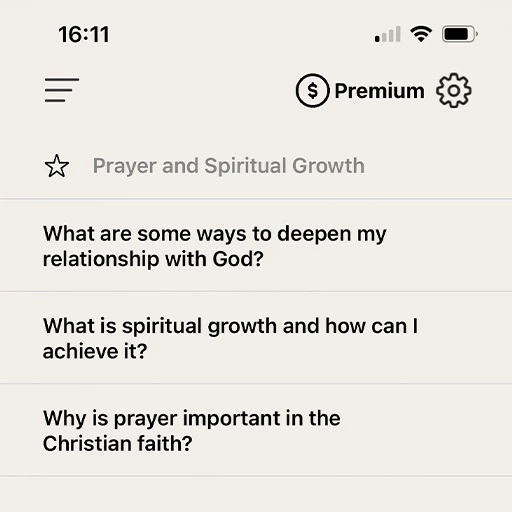 16:11
$ Premium
Prayer and Spiritual Growth
What are some ways to deepen my
relationship with God?
What is spiritual growth and how can I
achieve it?
Why is prayer important in the
Christian faith?